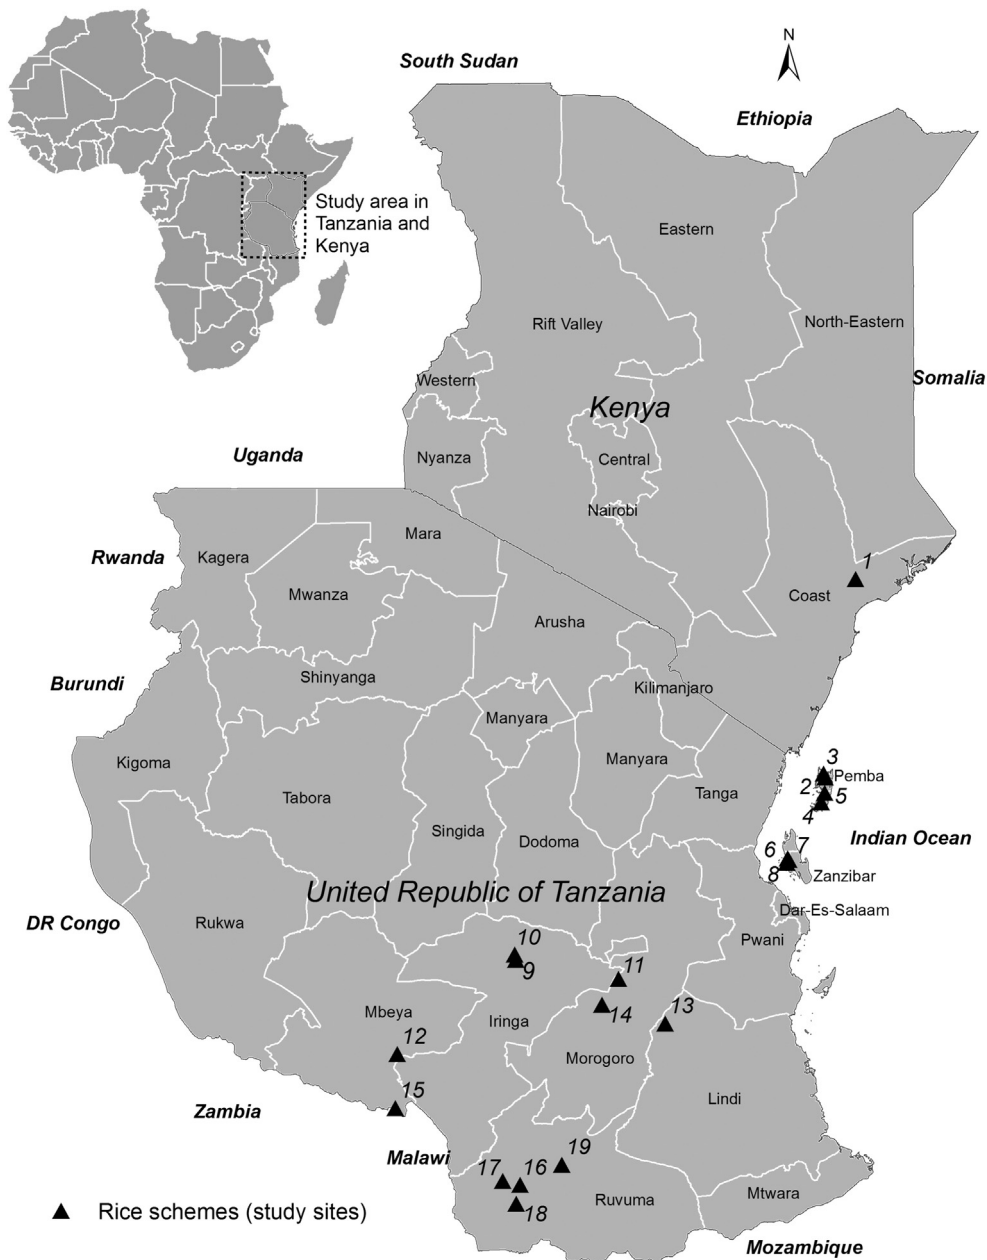 N
South Sudan
Ethiopia
Study area in
Tanzania and
Kenya
Eastern
Rift Valley
North-Eastern
Western
Somalia
Kenya
Uganda
Nyanza
Central
Nairobi
Mara
Rwanda
Kagera
1
Mwanza
Coast
Arusha
Burundi
Shinyanga
Kilimanjaro
Manyara
Kigoma
Manyara
3
Pemba
2
5
Tabora
Tanga
4
Singida
Dodoma
Indian Ocean
6
7
8
Zanzibar
United Republic of Tanzania
DR Congo
Rukwa
Dar-Es-Salaam
Pwani
10
9
11
Mbeya
Iringa
14
13
12
Morogoro
15
Zambia
Lindi
Malawi
19
17
16
Ruvuma
Mtwara
18
Rice schemes (study sites)
Mozambique